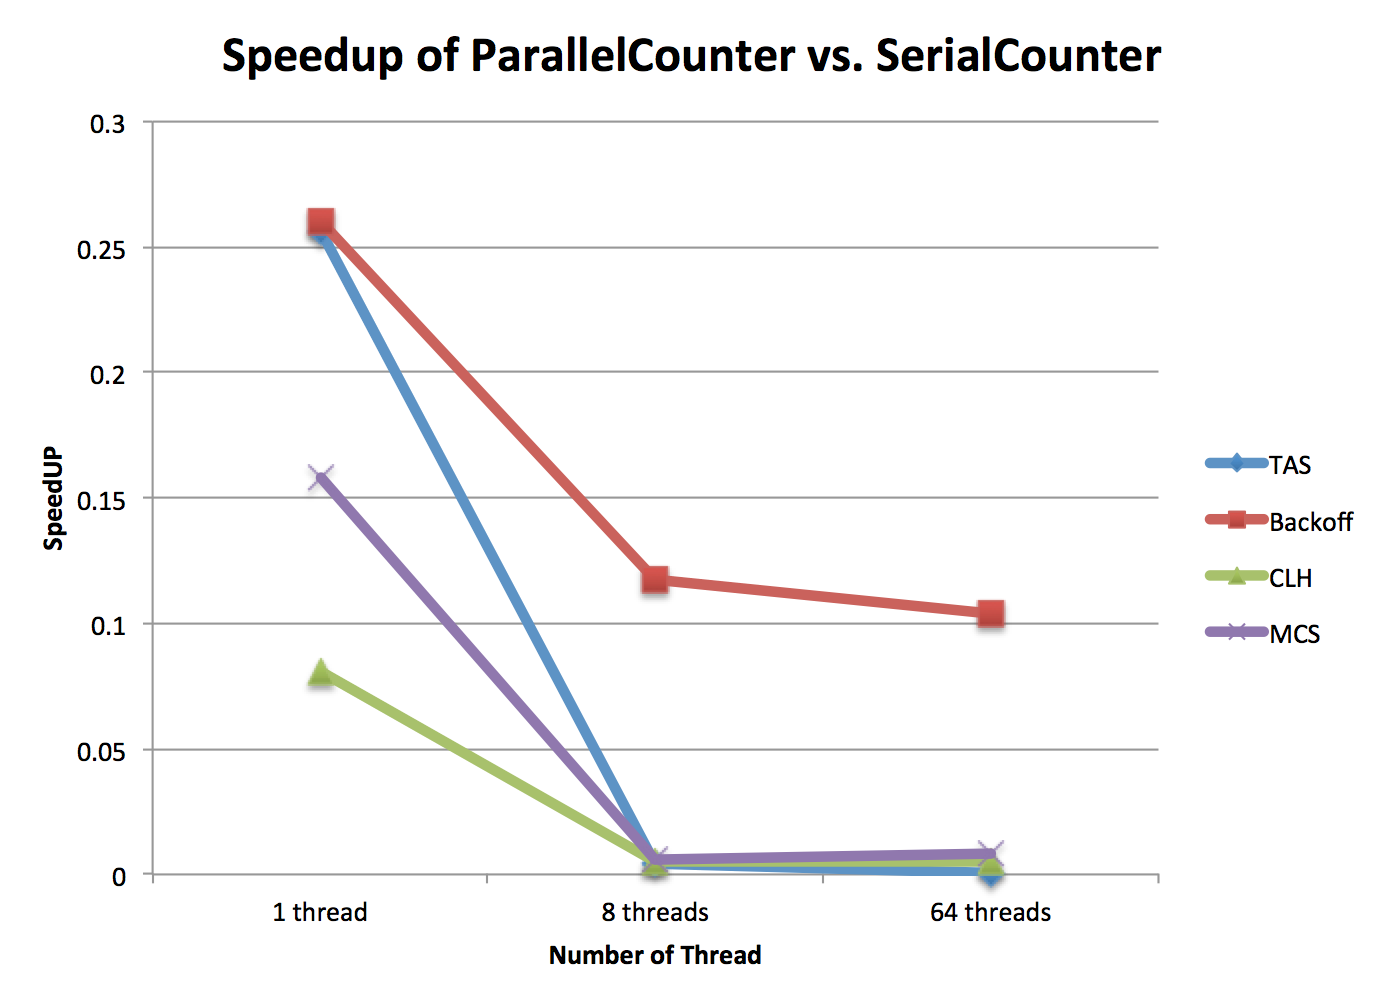 Speedup of ParallelCounter vs. SerialCounter
0.3
0.25
0.2
0.15
0.1
0.05
0
SpeedUP
1 thread 8 threads 64 threads
Number of Thread
TAS
Backoff
CLH
MCS